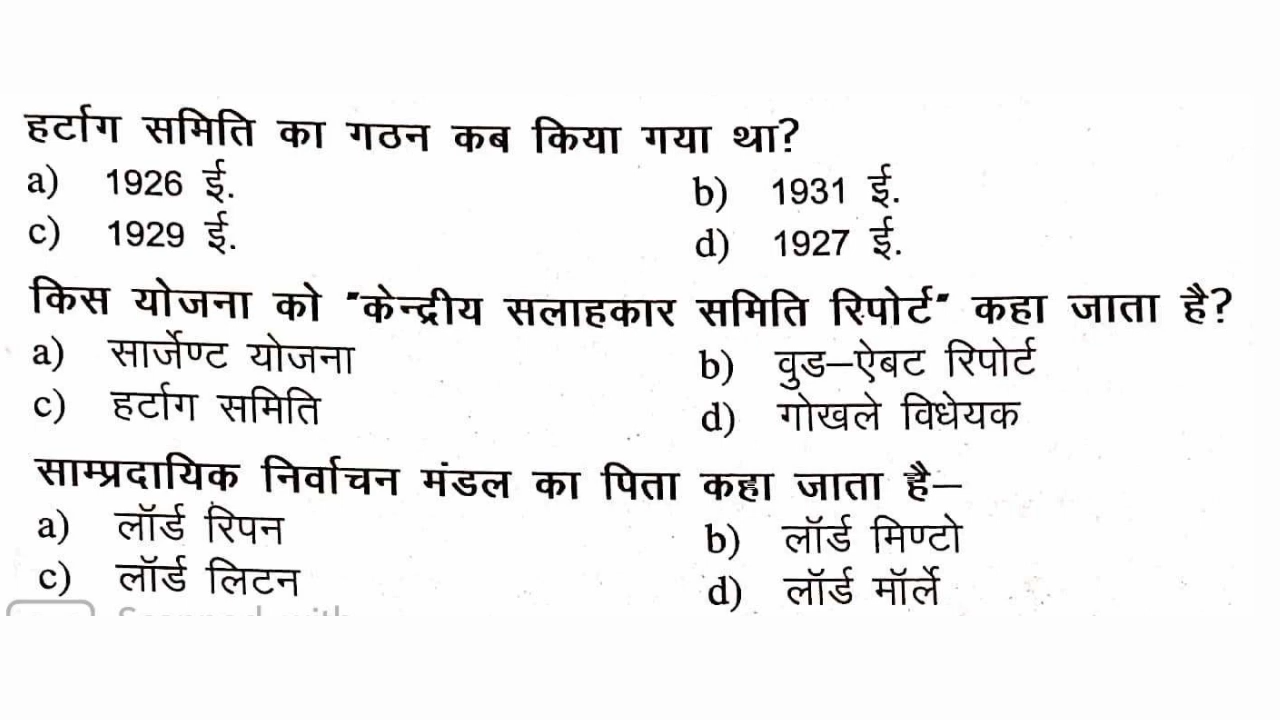 हर्टाग समिति का गठन कब किया गया था?
a) 1926 ई. b) 1931 ई.
c) 1929 ई. d) 1927 ई.
किस योजना को "केन्द्रीय सलाहकार समिति रिपोर्ट" कहा जाता है?
a) सार्जेण्ट योजना b) वुड–ऐबट रिपोर्ट
c) हर्टाग समिति d) गोखले विधेयक
साम्प्रदायिक निर्वाचन मंडल का पिता कहा जाता है–
a) लॉर्ड रिपन b) लॉर्ड मिण्टो
c) लॉर्ड लिटन d) लॉर्ड मॉर्ले